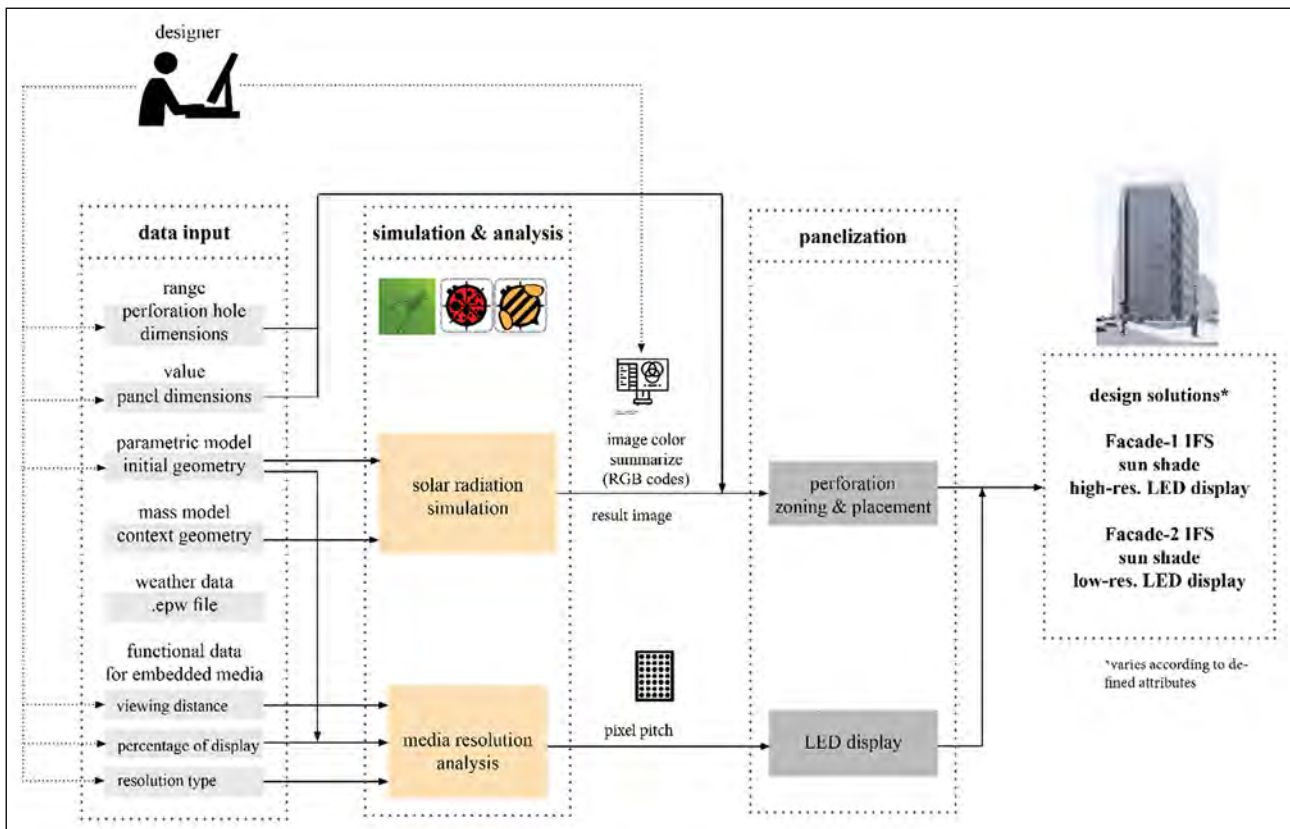 designer
data input
range
perforation hole
dimensions
value
panel dimensions
parametric model
initial geometry
mass model
context geometry
weather data
.epw file
functional data
for embedded media
viewing distance
percentage of display
resolution type
simulation & analysis
solar radiation
simulation
media resolution
analysis
image color
summarize
(RGB codes)
result image
pixel pitch
panelization
perforation
zoning & placement
LED display
design solutions*
Facade-1 IFS
sun shade
high-res. LED display
Facade-2 IFS
sun shade
low-res. LED display
*varies according to de-
fined attributes